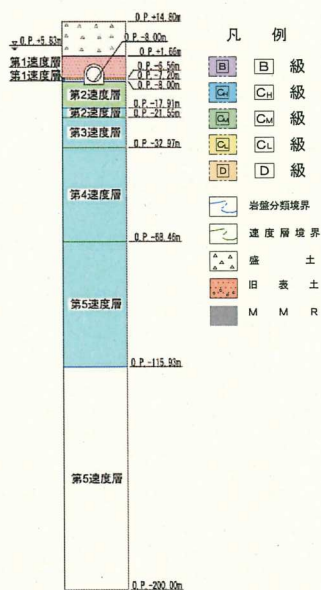 O.P.+14.80m
O.P.-8.00m
O.P.+5.83m
O.P.+1.66m
第1速度層
O.P.-6.56m
第1速度層
O.P.-7.20m
O.P.-8.00m
第2速度層
O.P.-17.91m
第2速度層
O.P.-21.55m
第3速度層
O.P.-32.97m
第4速度層
O.P.-68.46m
第5速度層
O.P.-115.93m
第5速度層
O.P.-200.00m
凡 例
B B 級
CH CH 級
CM CM 級
CL CL 級
D D 級
岩盤分類境界
速度層境界
盛 土
旧 表 土
M M R